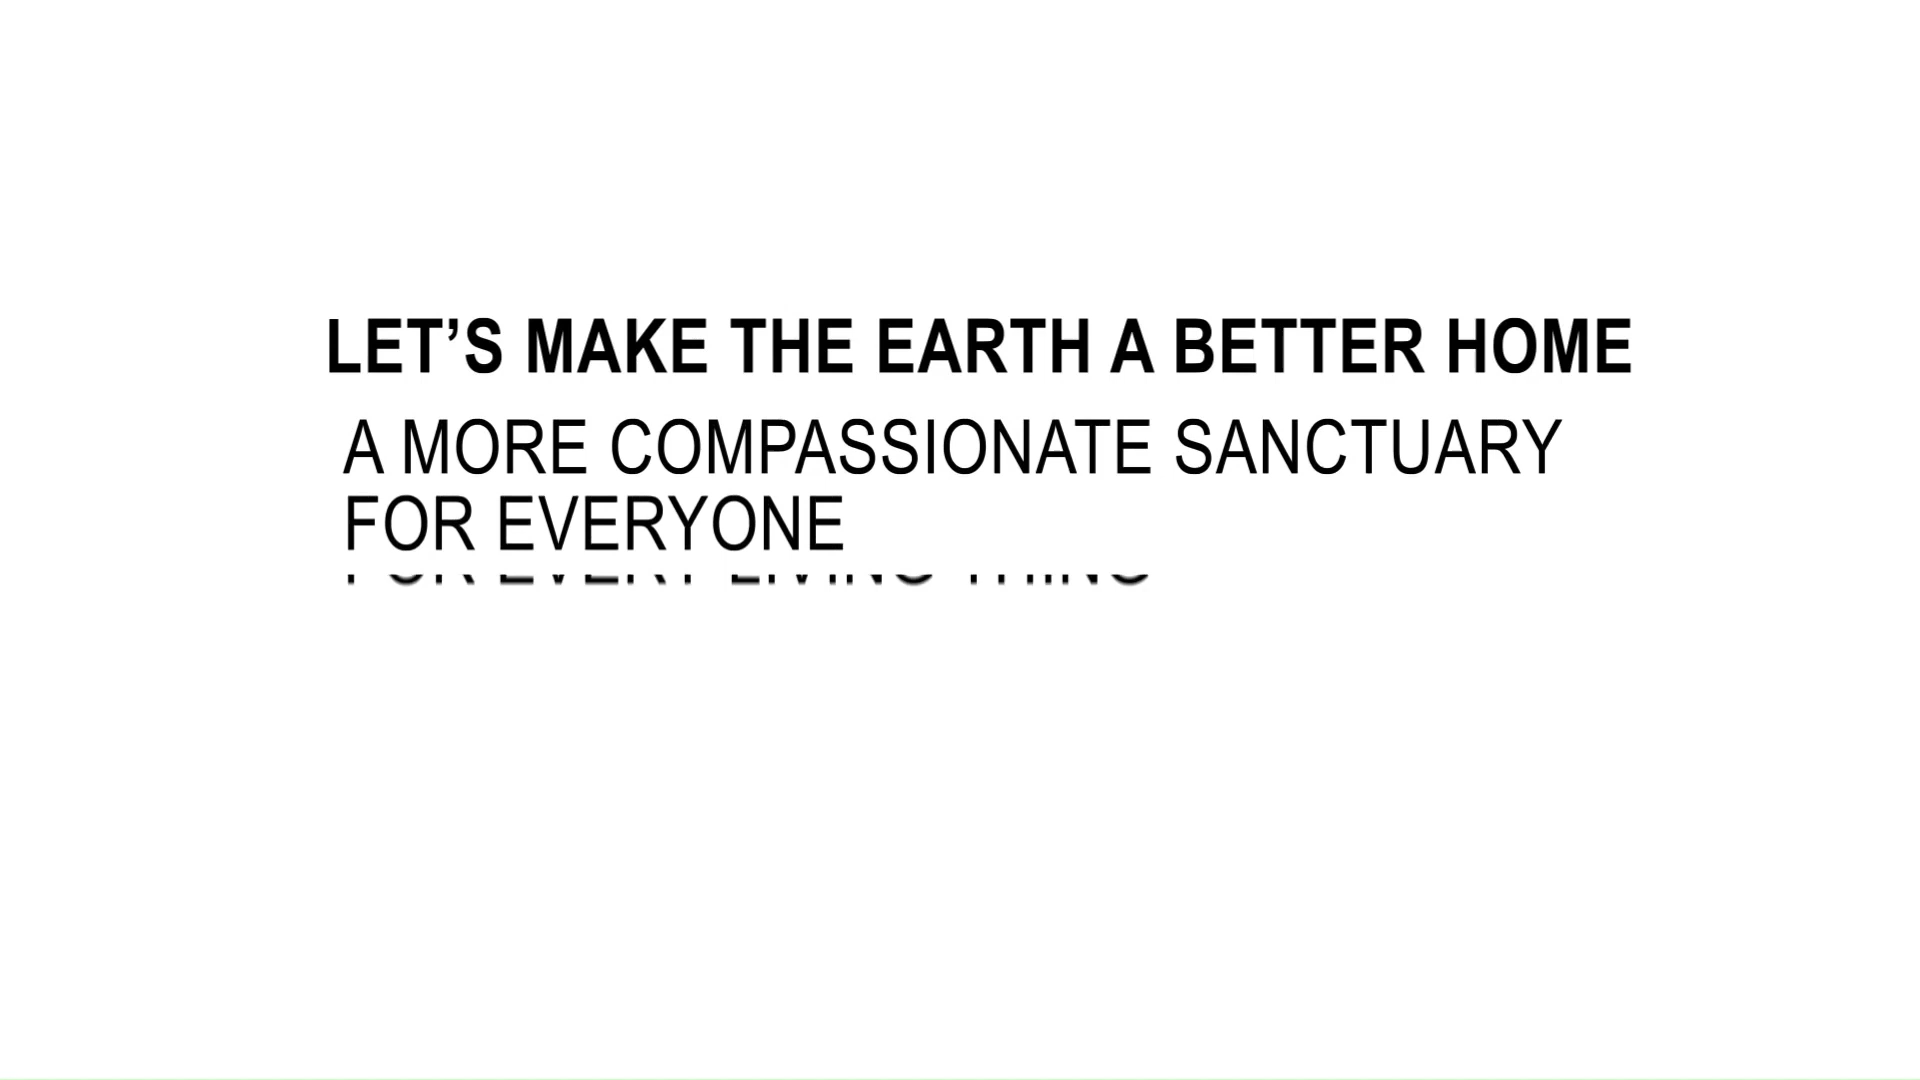 LET’S MAKE THE EARTH A BETTER HOME
A MORE COMPASSIONATE SANCTUARY
FOR EVERYONE